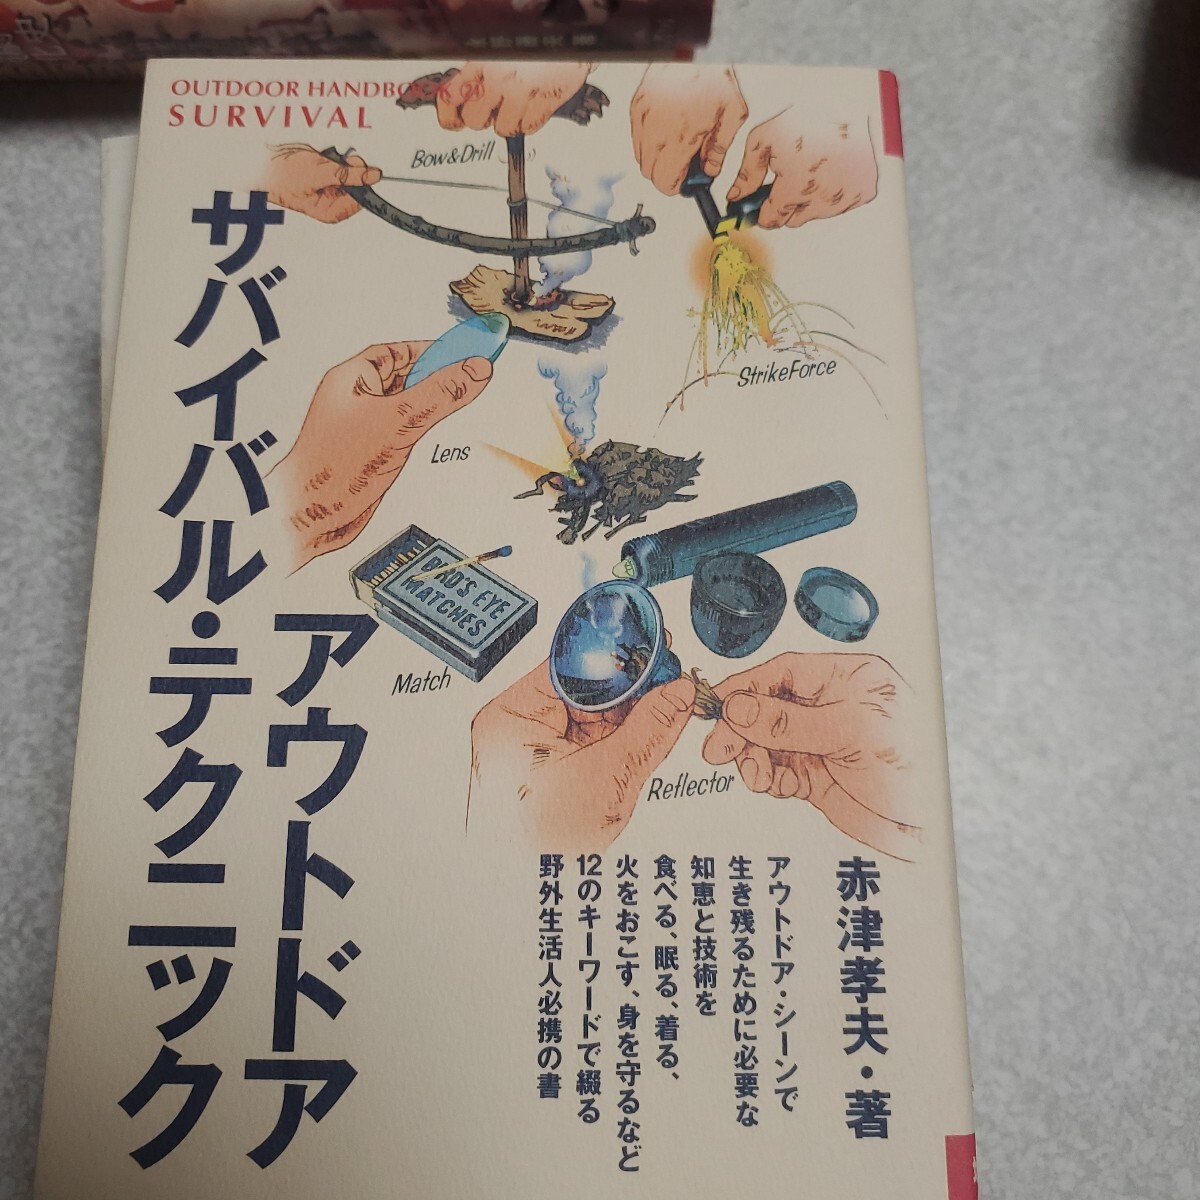 OUTDOOR HANDBOOK (21)
SURVIVAL
Bow&Drill
StrikeForce
Lens
BIRD'S EYE
MATCHES
Match
Reflector
アウトドア
サバイバル・テクニック
赤津孝夫・著
アウトドア・シーンで
生き残るために必要な
知恵と技術を
食べる、眠る、着る、
火をおこす、身を守るなど
12のキーワードで綴る
野外生活人必携の書